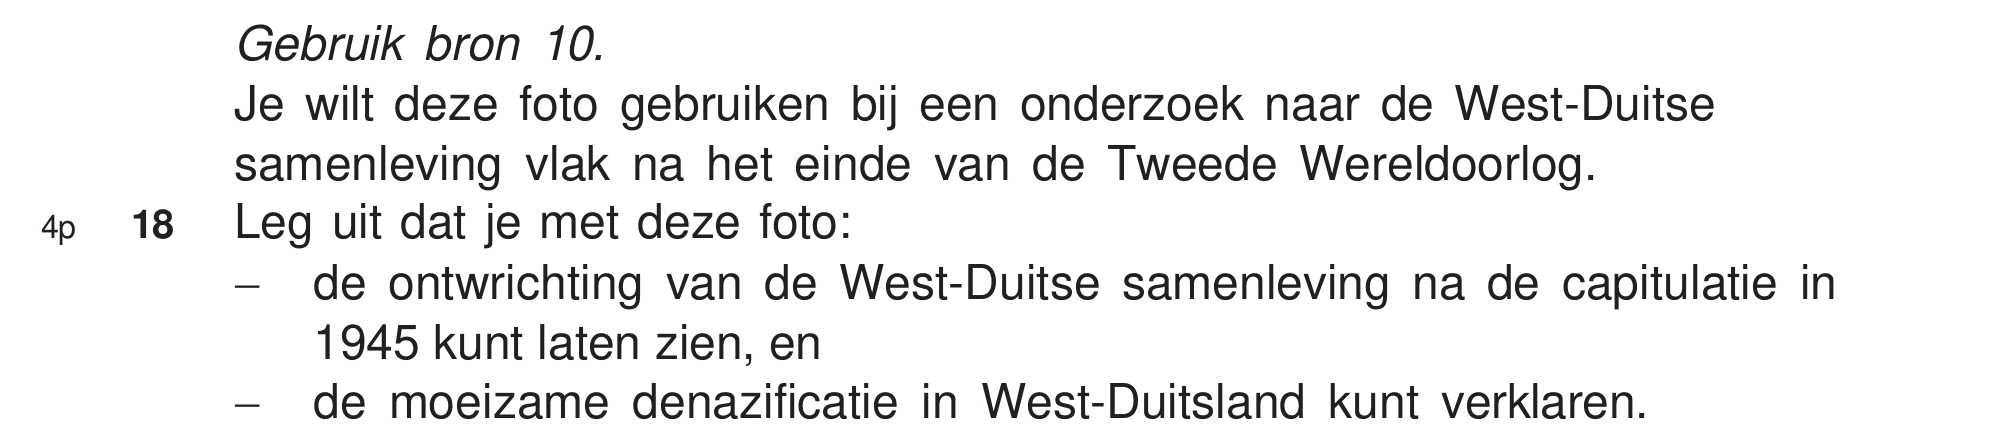 Gebruik bron 10.
Je wilt deze foto gebruiken bij een onderzoek naar de West-Duitse
samenleving vlak na het einde van de Tweede Wereldoorlog.
4p 18 Leg uit dat je met deze foto:
− de ontwrichting van de West-Duitse samenleving na de capitulatie in
1945 kunt laten zien, en
− de moeizame denazificatie in West-Duitsland kunt verklaren.